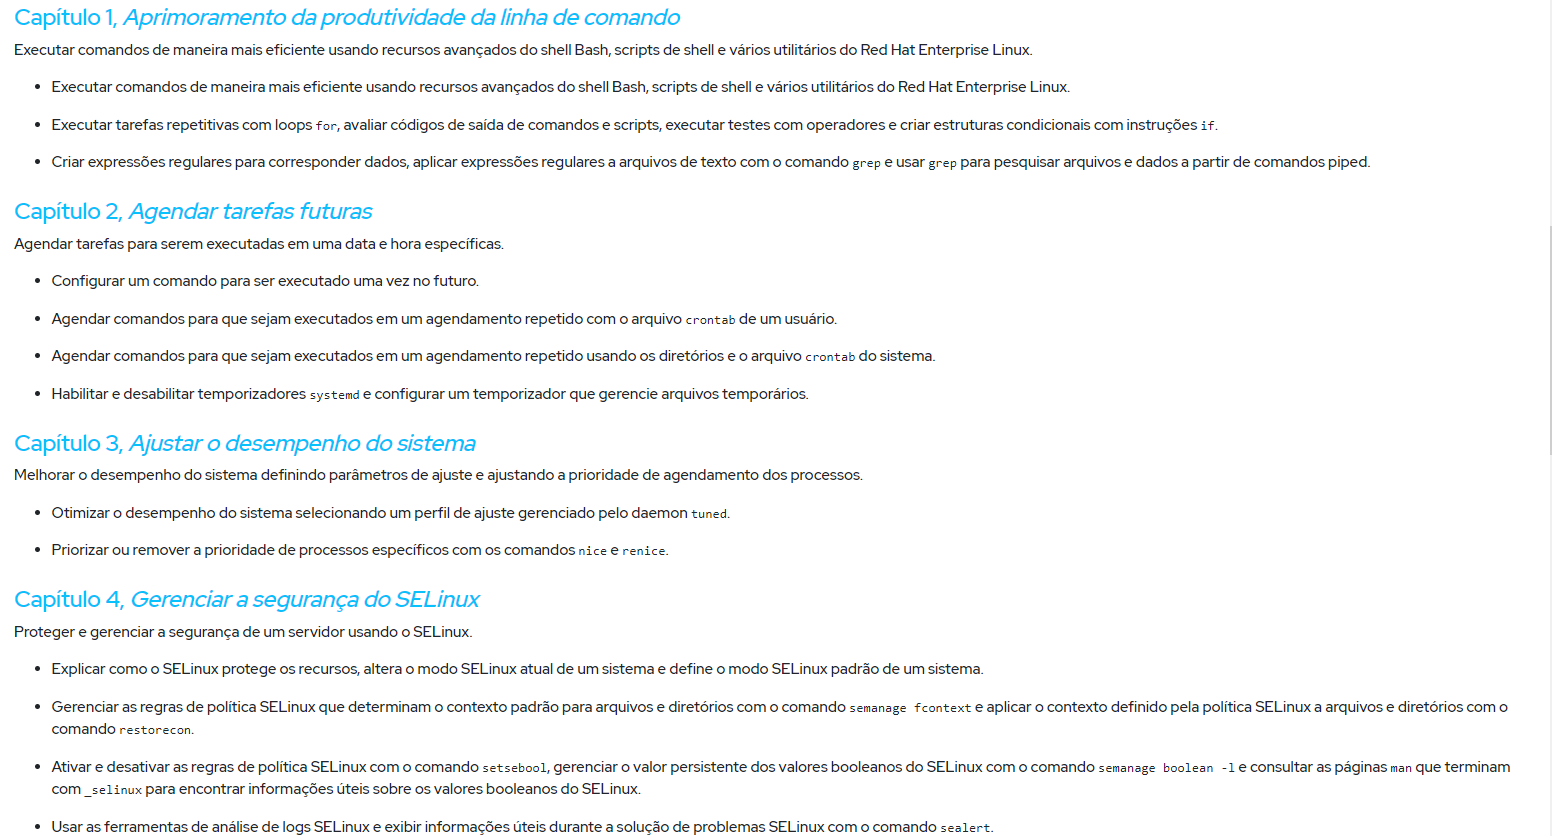 Capítulo 1, Aprimoramento da produtividade da linha de comando
Executar comandos de maneira mais eficiente usando recursos avançados do shell Bash, scripts de shell e vários utilitários do Red Hat Enterprise Linux.
• Executar comandos de maneira mais eficiente usando recursos avançados do shell Bash, scripts de shell e vários utilitários do Red Hat Enterprise Linux.
• Executar tarefas repetitivas com loops for, avaliar códigos de saída de comandos e scripts, executar testes com operadores e criar estruturas condicionais com instruções if.
• Criar expressões regulares para corresponder dados, aplicar expressões regulares a arquivos de texto com o comando grep e usar grep para pesquisar arquivos e dados a partir de comandos piped.
Capítulo 2, Agendar tarefas futuras
Agendar tarefas para serem executadas em uma data e hora específicas.
• Configurar um comando para ser executado uma vez no futuro.
• Agendar comandos para que sejam executados em um agendamento repetido com o arquivo crontab de um usuário.
• Agendar comandos para que sejam executados em um agendamento repetido usando os diretórios e o arquivo crontab do sistema.
• Habilitar e desabilitar temporizadores systemd e configurar um temporizador que gerencie arquivos temporários.
Capítulo 3, Ajustar o desempenho do sistema
Melhorar o desempenho do sistema definindo parâmetros de ajuste e ajustando a prioridade de agendamento dos processos.
• Otimizar o desempenho do sistema selecionando um perfil de ajuste gerenciado pelo daemon tuned.
• Priorizar ou remover a prioridade de processos específicos com os comandos nice e renice.
Capítulo 4, Gerenciar a segurança do SELinux
Proteger e gerenciar a segurança de um servidor usando o SELinux.
• Explicar como o SELinux protege os recursos, altera o modo SELinux atual de um sistema e define o modo SELinux padrão de um sistema.
• Gerenciar as regras de política SELinux que determinam o contexto padrão para arquivos e diretórios com o comando semanage fcontext e aplicar o contexto definido pela política SELinux a arquivos e diretórios com o
comando restorecon.
• Ativar e desativar as regras de política SELinux com o comando setsebool, gerenciar o valor persistente dos valores booleanos do SELinux com o comando semanage boolean -l e consultar as páginas man que terminam
com _selinux para encontrar informações úteis sobre os valores booleanos do SELinux.
• Usar as ferramentas de análise de logs SELinux e exibir informações úteis durante a solução de problemas SELinux com o comando sealert.